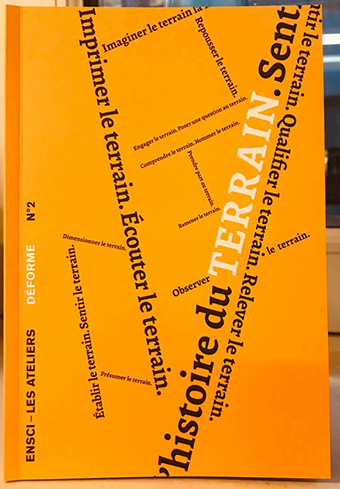 Imaginer le terrain
Repousser le terrain.
Imprimer le terrain. Écouter le terrain.
Engager le terrain. Poser une question au terrain.
Comprendre le terrain. Nommer le terrain.
Prendre part au terrain.
Ramener le terrain.
'histoire du TERRAIN. Sent
tir le terrain. Qualifier le terrain. Relever le terrain.
Observer le terrain.
Dimensionner le terrain.
Établir le terrain. Sentir le terrain.
Présumer le terrain.
ENSCI – LES ATELIERS DÉFORME N°2